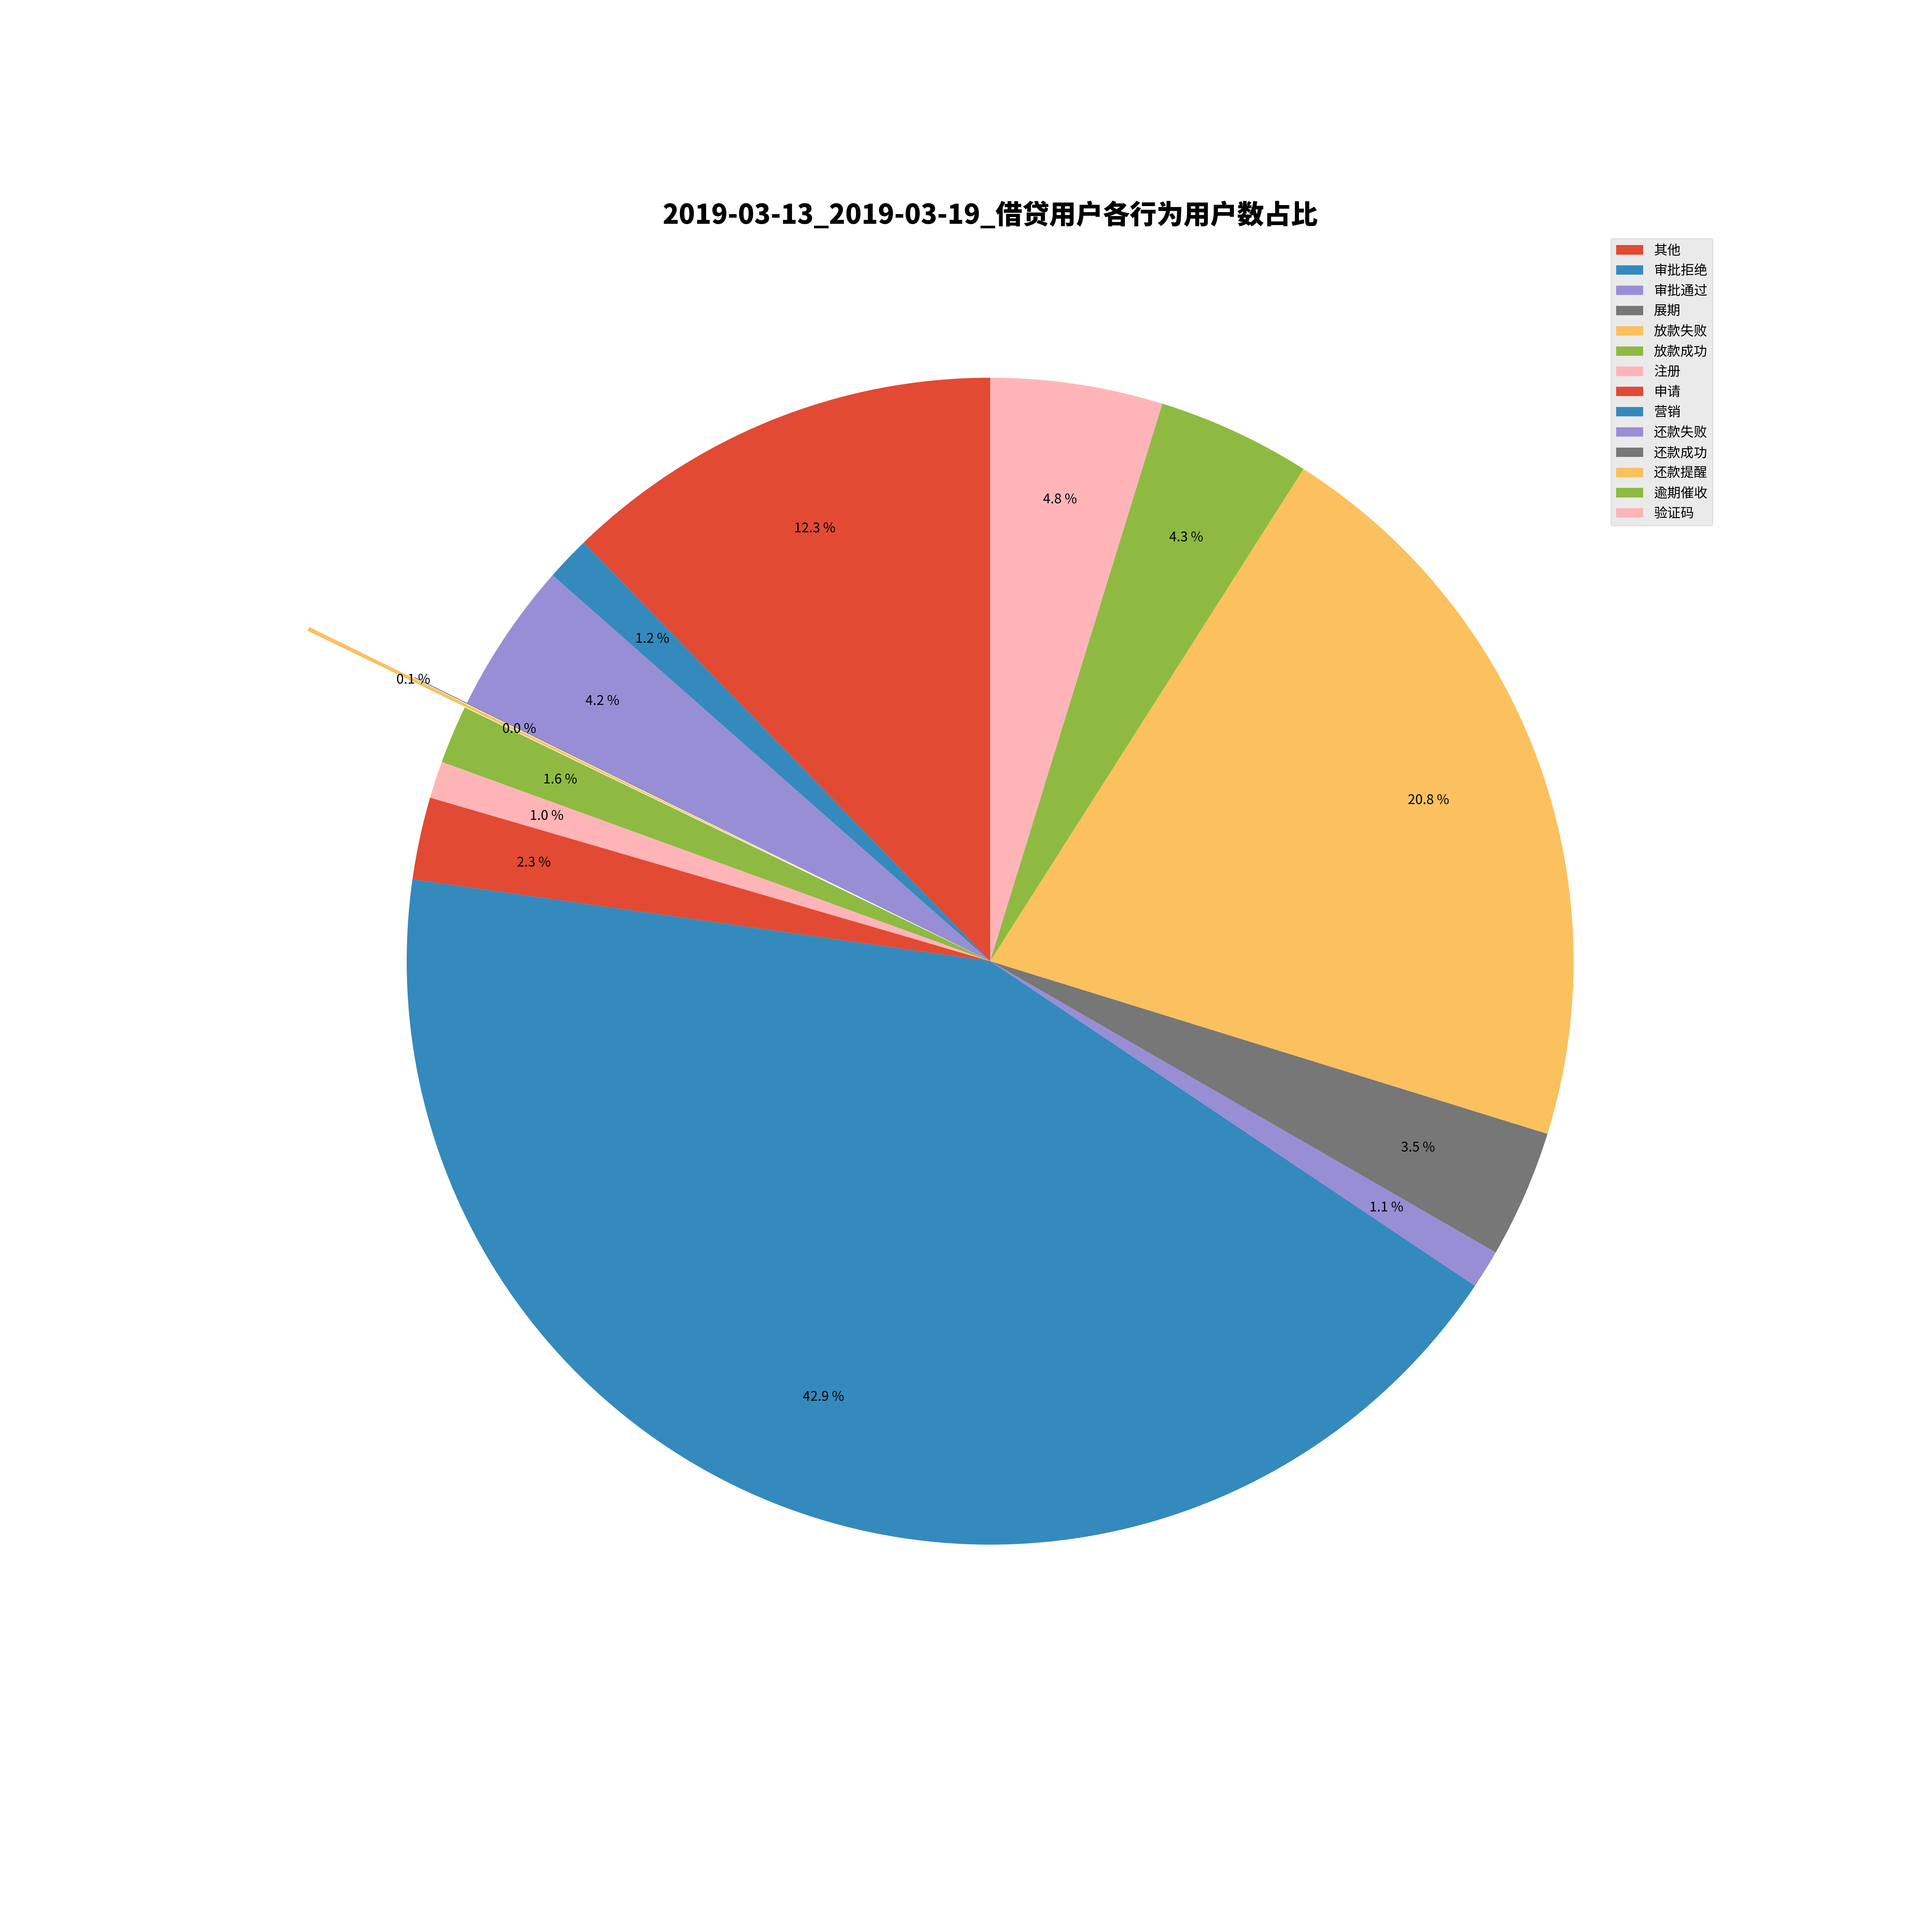 2019-03-13_2019-03-19_借贷用户各行为用户数占比
其他
审批拒绝
审批通过
展期
放款失败
放款成功
注册
申请
营销
还款失败
还款成功
还款提醒
逾期催收
验证码
4.8 %
12.3 %
4.3 %
1.2 %
0.1 %
4.2 %
0.0 %
1.6 %
20.8 %
1.0 %
2.3 %
3.5 %
1.1 %
42.9 %